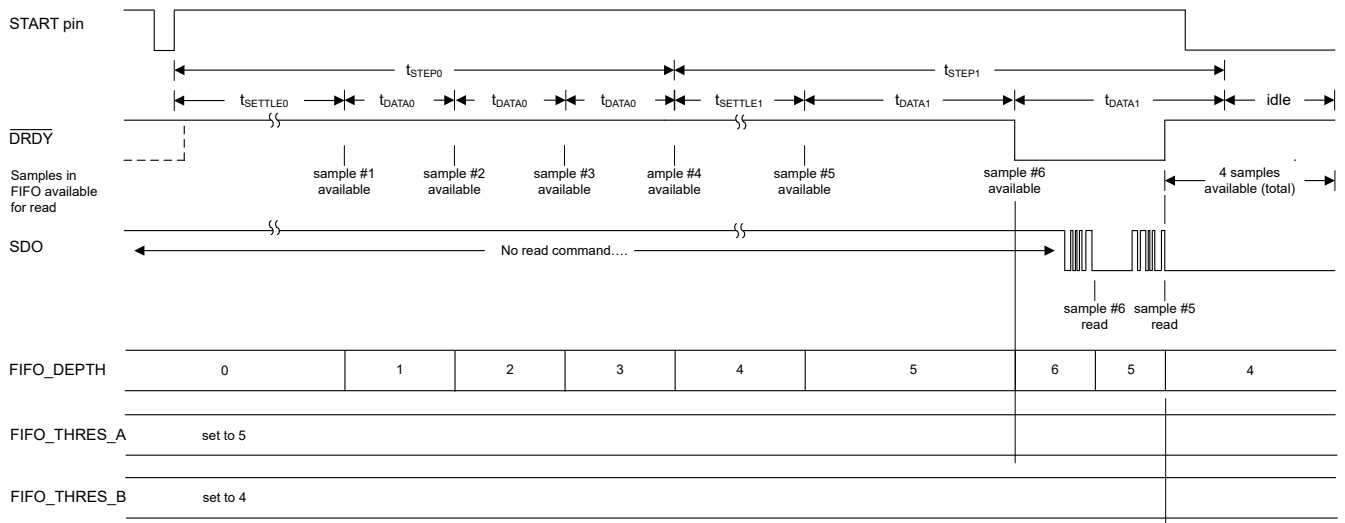 START pin
tSTEP0 tSTEP1
tSETTLE0 tDATA0 tDATA0 tDATA0 tSETTLE1 tDATA1 tDATA1 idle
DRDY
Samples in
FIFO available
for read
sample #1
available
sample #2
available
sample #3
available
ample #4
available
sample #5
available
sample #6
available
4 samples
available (total)
SDO
No read command….
sample #6
read
sample #5
read
FIFO_DEPTH 0 1 2 3 4 5 6 5 4
FIFO_THRES_A set to 5
FIFO_THRES_B set to 4